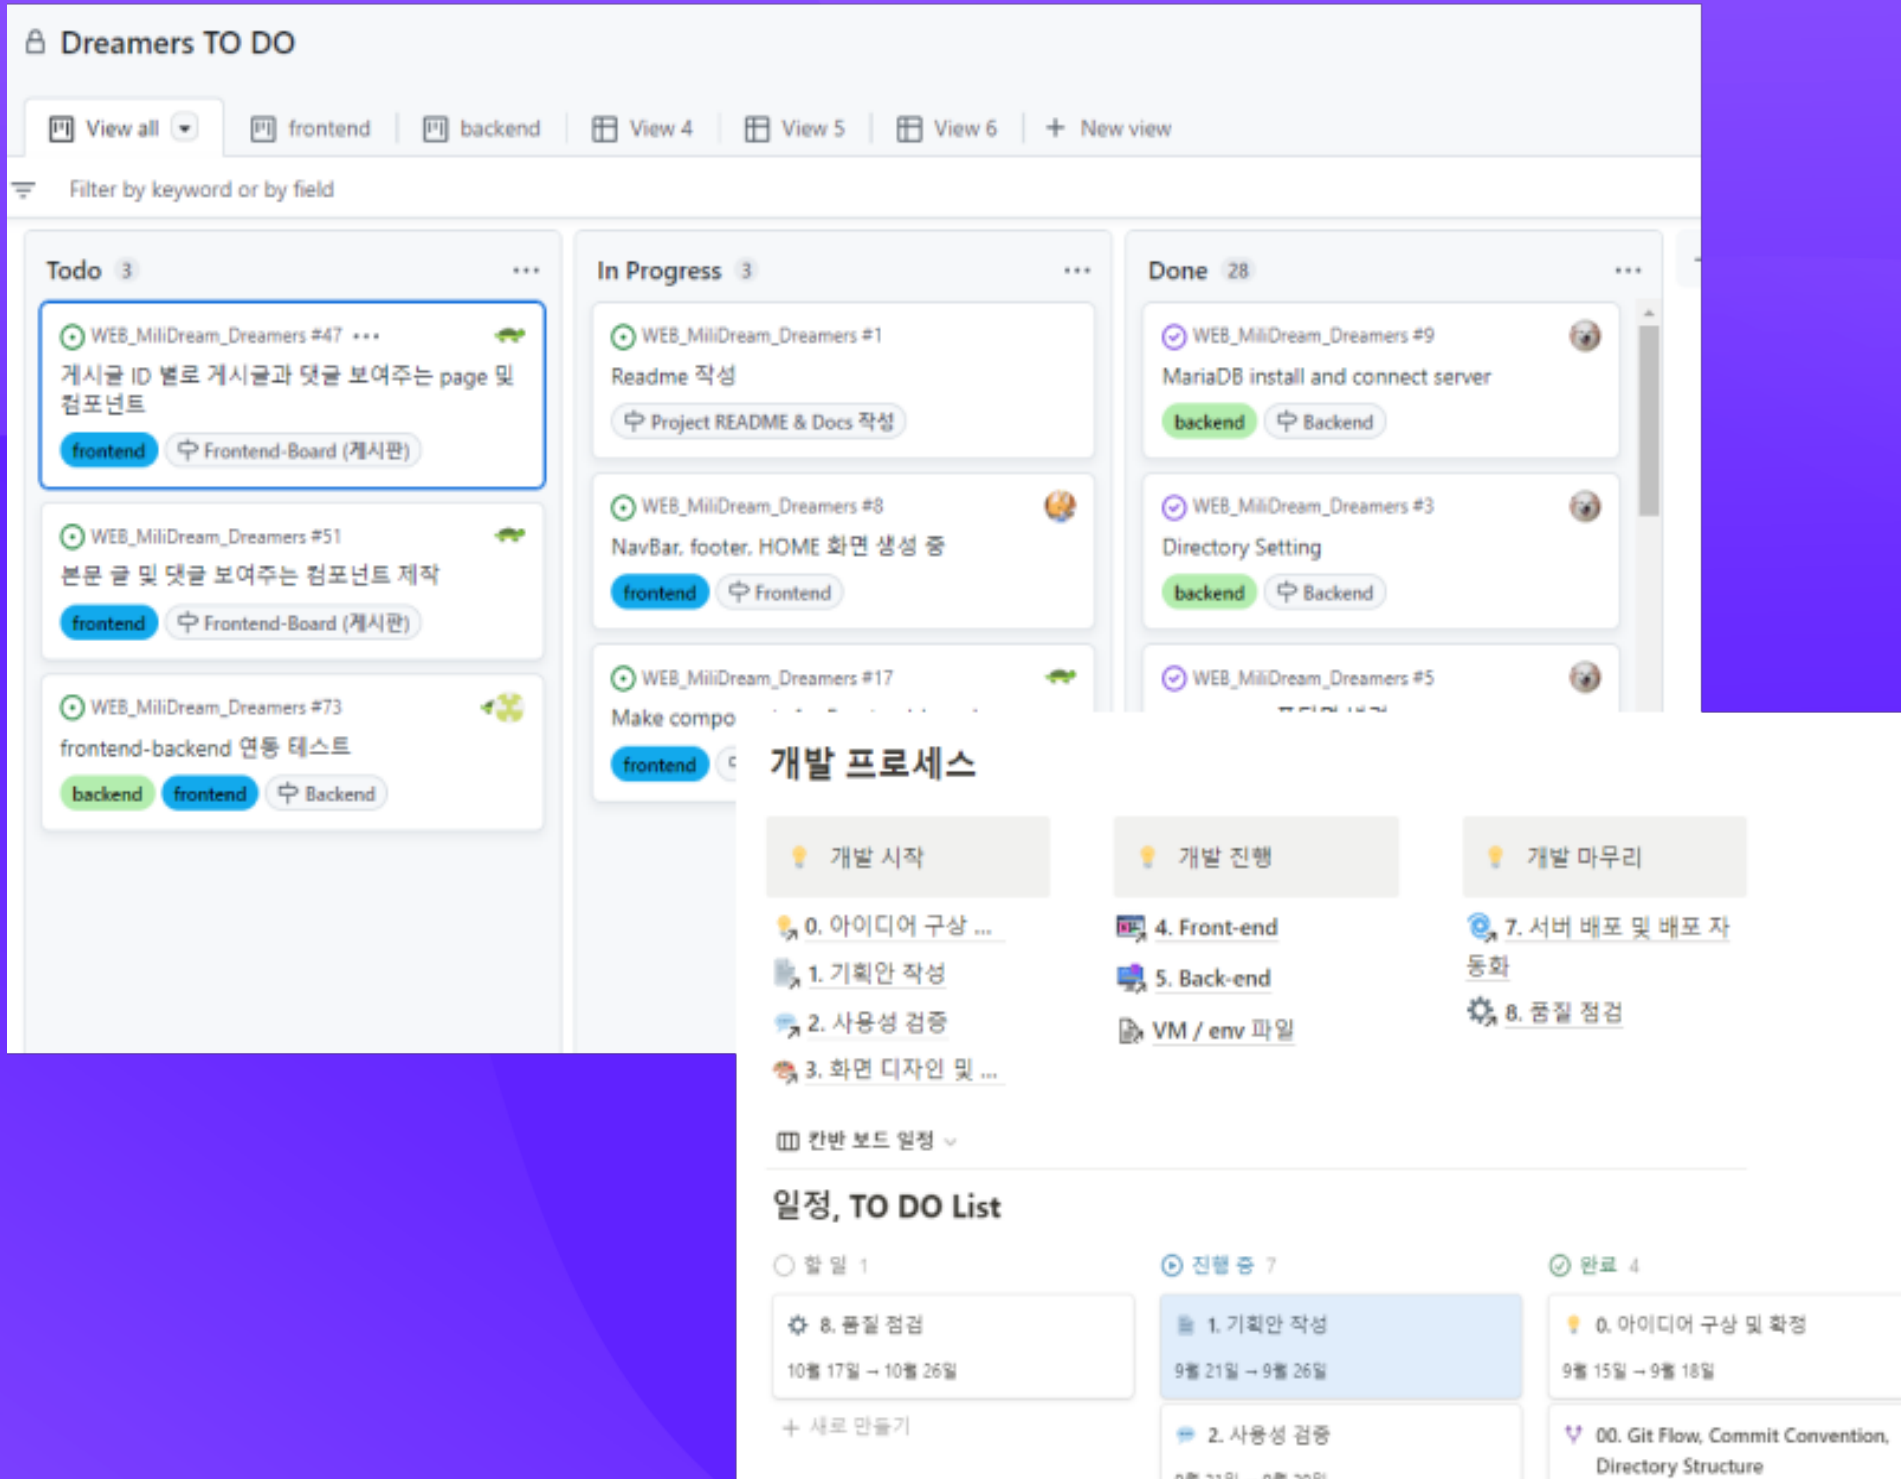 Dreamers TO DO
View all
frontend
backend
View 4
View 5
View 6
New view
Filter by keyword or by field
Todo 3
WEB_MiliDream_Dreamers #47
게시글 ID 별로 게시글과 댓글 보여주는 page 및
컴포넌트
frontend
Frontend-Board (게시판)
WEB_MiliDream_Dreamers #51
본문 글 및 댓글 보여주는 컴포넌트 제작
frontend
Frontend-Board (게시판)
WEB_MiliDream_Dreamers #73
frontend-backend 연동 테스트
backend
frontend
Backend
In Progress 3
WEB_MiliDream_Dreamers #1
Readme 작성
Project README & Docs 작성
WEB_MiliDream_Dreamers #8
NavBar, footer, HOME 화면 생성 중
frontend
Frontend
WEB_MiliDream_Dreamers #17
Make compo
frontend
Done 28
WEB_MiliDream_Dreamers #9
MariaDB install and connect server
backend
Backend
WEB_MiliDream_Dreamers #3
Directory Setting
backend
Backend
WEB_MiliDream_Dreamers #5
개발 프로세스
개발 시작
0. 아이디어 구상 ...
1. 기획안 작성
2. 사용성 검증
3. 화면 디자인 및 ...
개발 진행
4. Front-end
5. Back-end
VM / env 파일
개발 마무리
7. 서버 배포 및 배포 자
동화
8. 품질 점검
칸반 보드 일정
일정, TO DO List
할 일 1
8. 품질 점검
10월 17일 → 10월 26일
+ 새로 만들기
진행 중 7
1. 기획안 작성
9월 21일 → 9월 26일
2. 사용성 검증
완료 4
0. 아이디어 구상 및 확정
9월 15일 → 9월 18일
00. Git Flow, Commit Convention,
Directory Structure